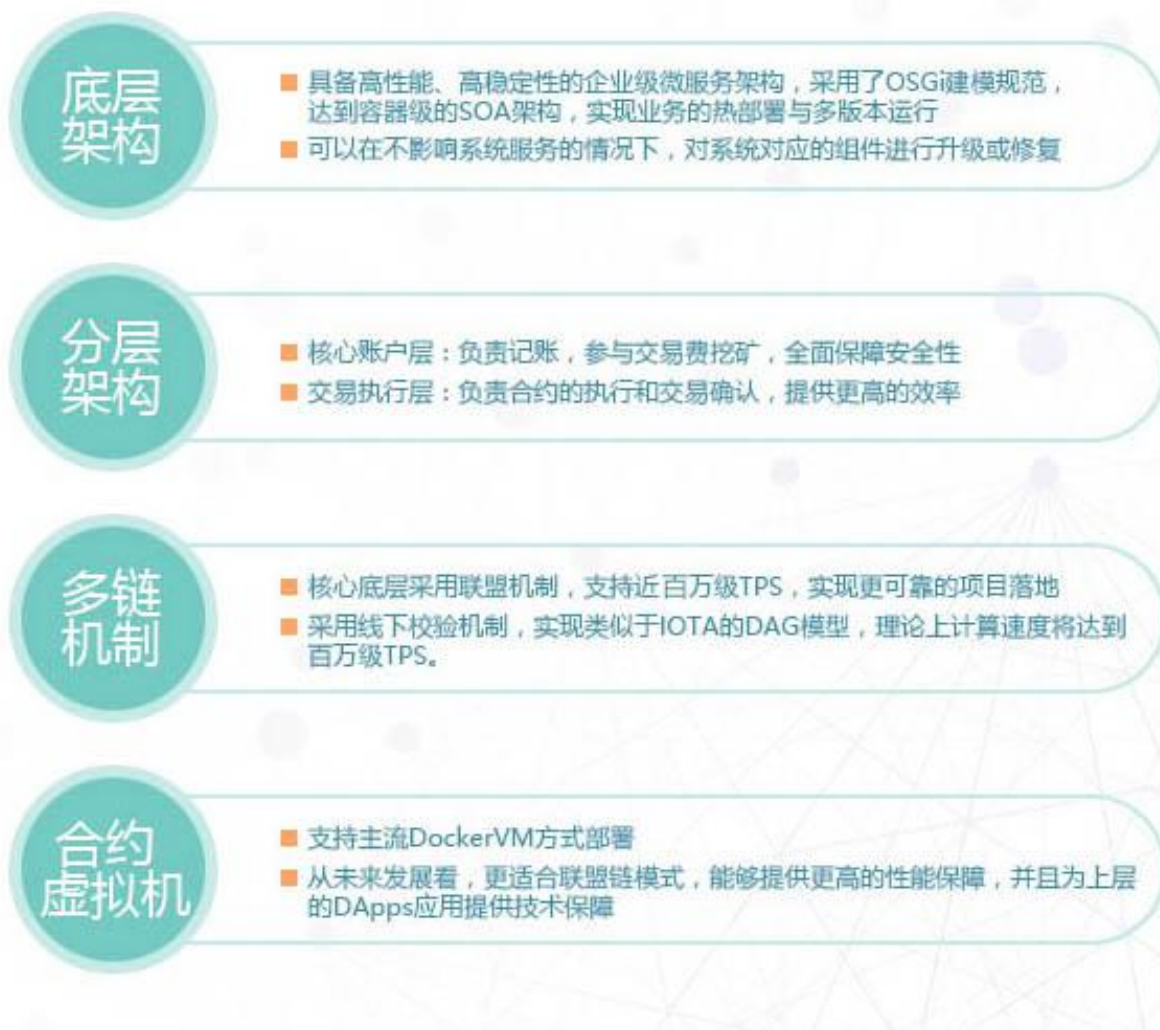 底层
架构
具备高性能、高稳定性的企业级微服务架构，采用了OSGi建模规范，
达到容器级的SOA架构，实现业务的热部署与多版本运行
可以在不影响系统服务的情况下，对系统对应的组件进行升级或修复
分层
架构
核心账户层：负责记账，参与交易费挖矿，全面保障安全性
交易执行层：负责合约的执行和交易确认，提供更高的效率
多链
机制
核心底层采用联盟机制，支持近百万级TPS，实现更可靠的项目落地
采用线下校验机制，实现类似于IOTA的DAG模型，理论上计算速度将达到
百万级TPS。
合约
虚拟机
支持主流DockerVM方式部署
从未来发展看，更适合联盟链模式，能够提供更高的性能保障，并且为上层
的DApps应用提供技术保障